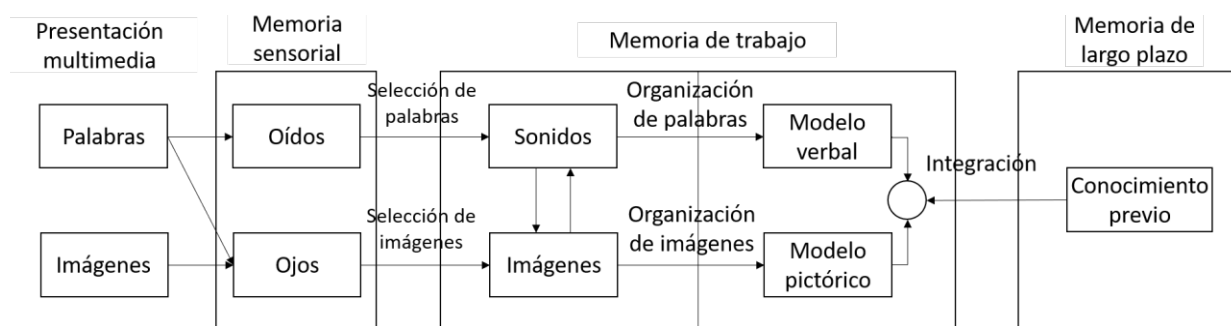 Presentación
multimedia
Memoria
sensorial
Memoria de trabajo
Memoria de
largo plazo
Palabras
Oídos
Selección de
palabras
Sonidos
Organización
de palabras
Modelo
verbal
Integración
Conocimiento
previo
Imágenes
Ojos
Selección de
imágenes
Imágenes
Organización
de imágenes
Modelo
pictórico